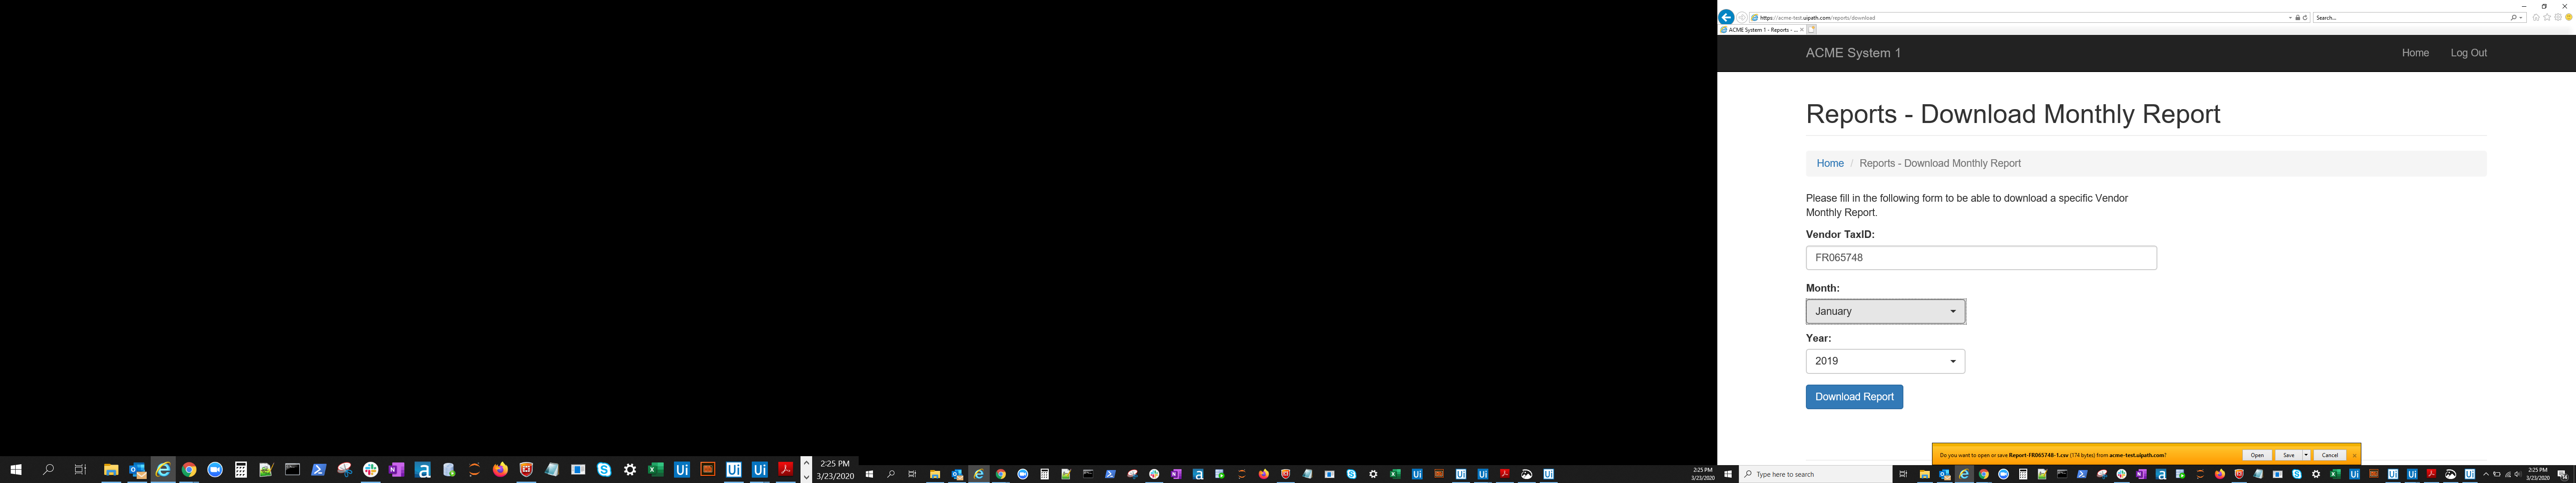 https://acme-test.uipath.com/reports/download
Search...
ACME System 1 - Reports - ...
ACME System 1
Home
Log Out
Reports - Download Monthly Report
Home / Reports - Download Monthly Report
Please fill in the following form to be able to download a specific Vendor
Monthly Report.
Vendor TaxID:
FR065748
Month:
January
Year:
2019
Download Report
Do you want to open or save Report-FR065748-1.csv (174 bytes) from acme-test.uipath.com?
Open
Save
Cancel
2:25 PM
3/23/2020
2:25 PM
3/23/2020
Type here to search
2:25 PM
3/23/2020